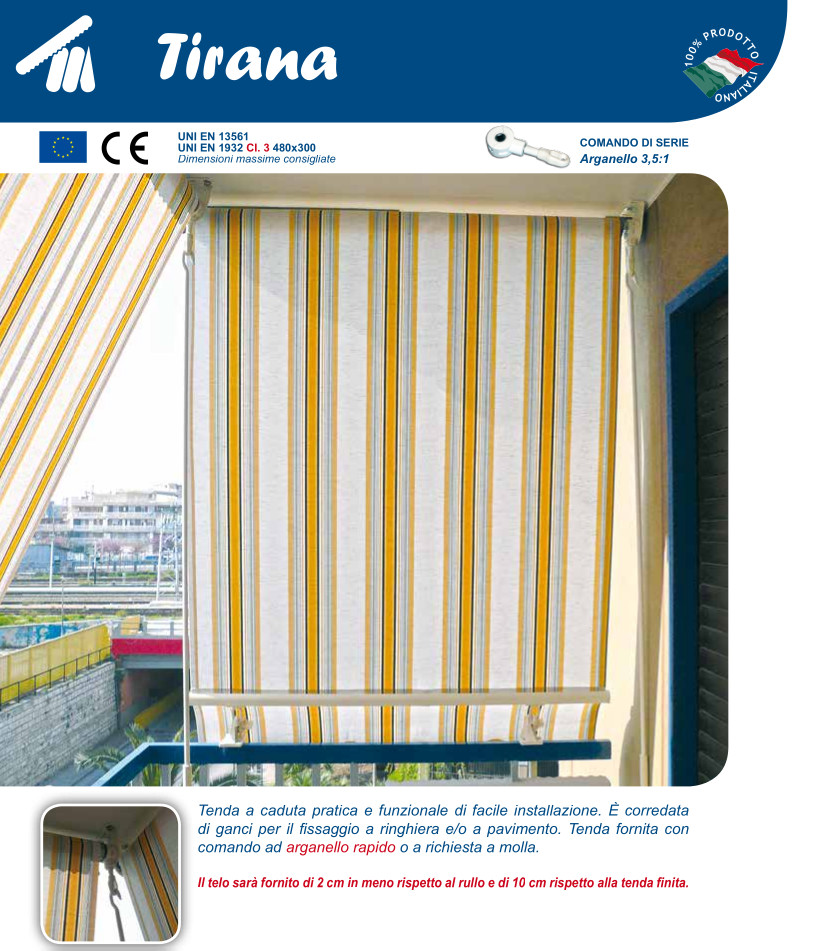 Tirana
100% PRODOTTO ITALIANO
UNI EN 13561
UNI EN 1932 Cl. 3 480x300
Dimensioni massime consigliate
COMANDO DI SERIE
Arganello 3,5:1
Tenda a caduta pratica e funzionale di facile installazione. È corredata
di ganci per il fissaggio a ringhiera e/o a pavimento. Tenda fornita con
comando ad arganello rapido o a richiesta a molla.
Il telo sarà fornito di 2 cm in meno rispetto al rullo e di 10 cm rispetto alla tenda finita.